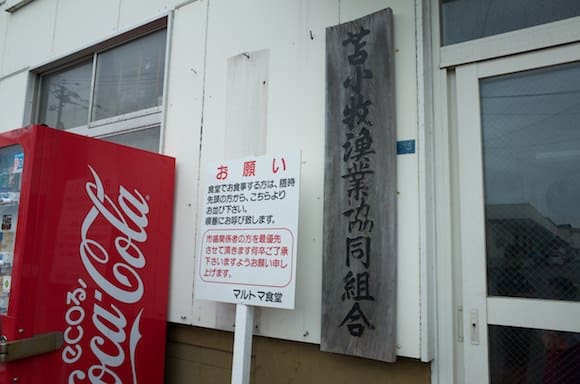 苫小牧漁業協同組合
お願い
食堂でお食事する方は、随時
先頭の方から、こちらより
お並び下さい。
順番にお呼び致します。
市場関係者の方を最優先
させて頂きます何卒ご了承
下さいますようお願い申し
上げます。
マルトマ食堂
Coca-Cola
ecoる/